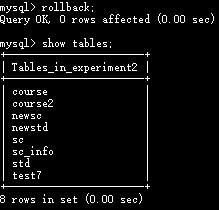 mysql> rollback;
Query OK, 0 rows affected (0.00 sec)
mysql> show tables;
+-----------------------+
| Tables_in_experiment2 |
+-----------------------+
| course                |
| course2               |
| newsc                 |
| newstd                |
| sc                    |
| sc_info               |
| std                   |
| test7                 |
+-----------------------+
8 rows in set (0.00 sec)